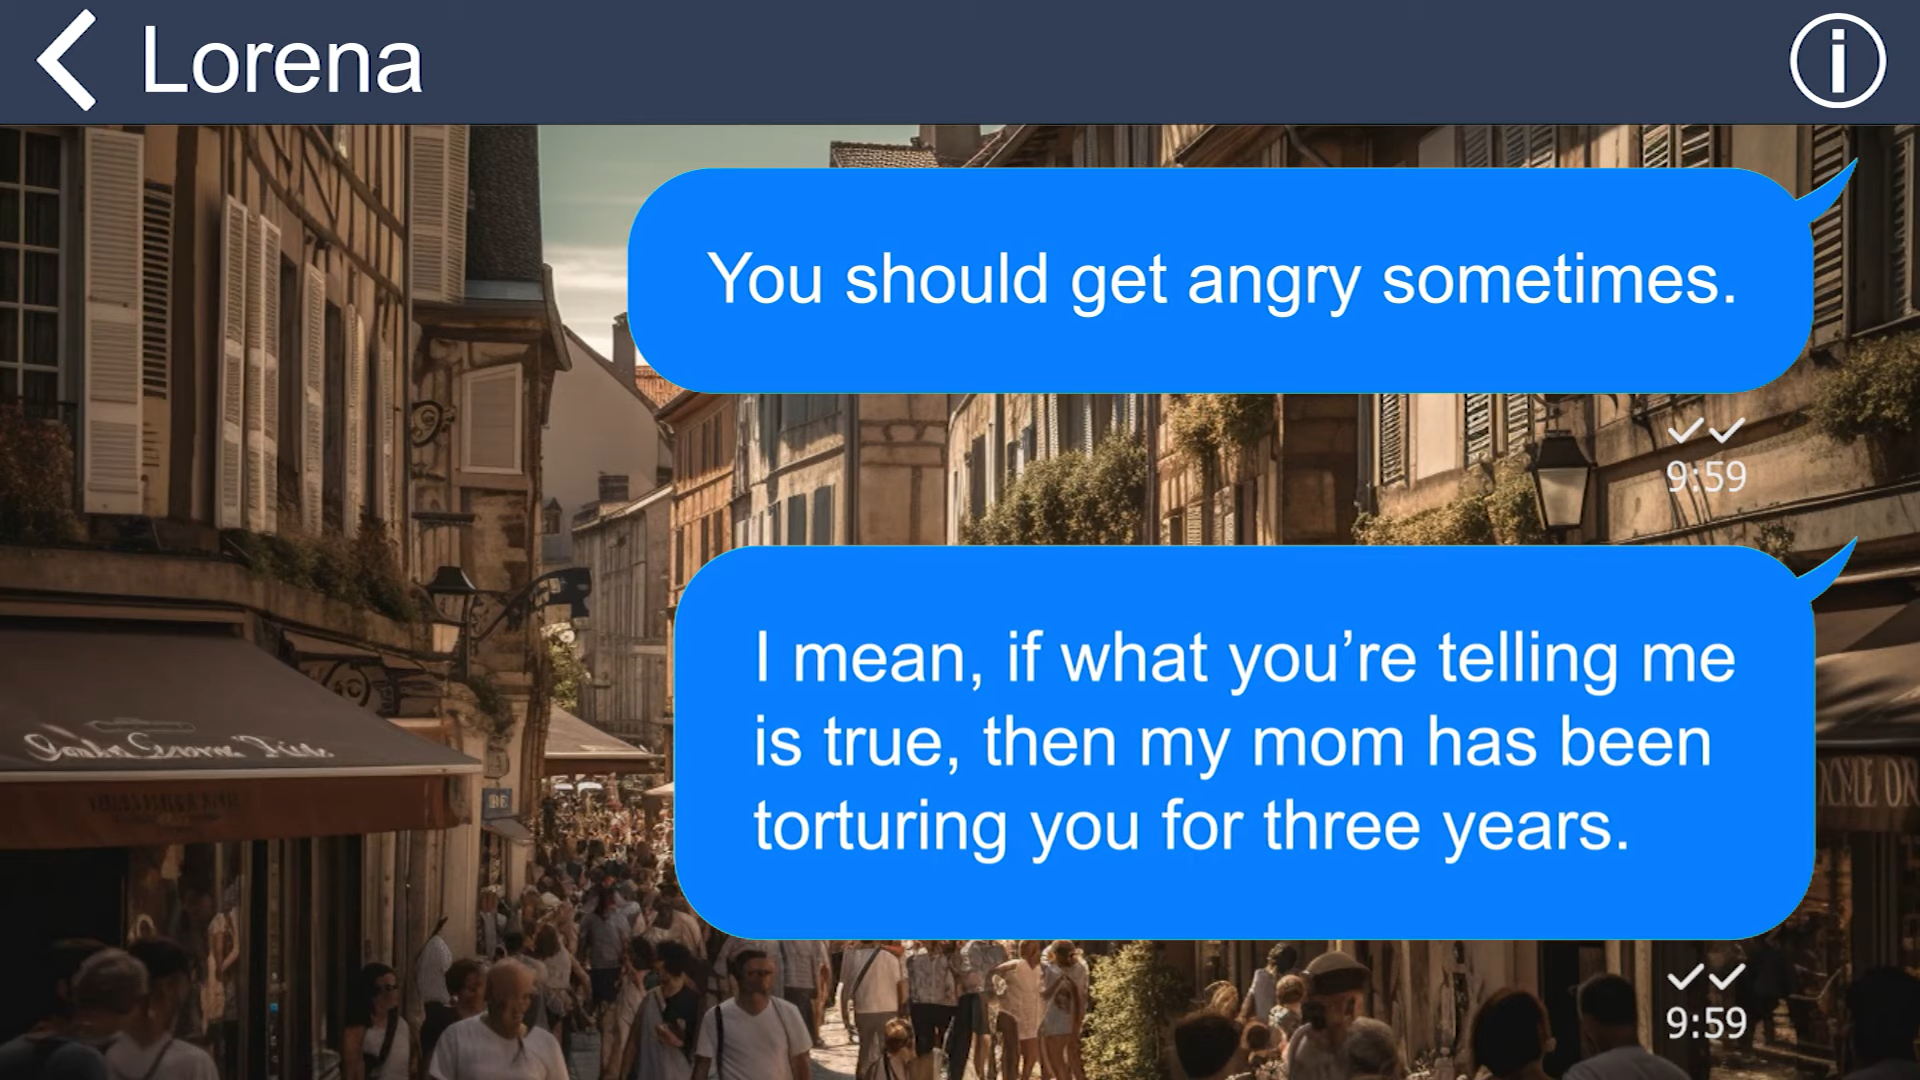 Lorena
You should get angry sometimes.
9:59
I mean, if what you’re telling me
is true, then my mom has been
torturing you for three years.
9:59